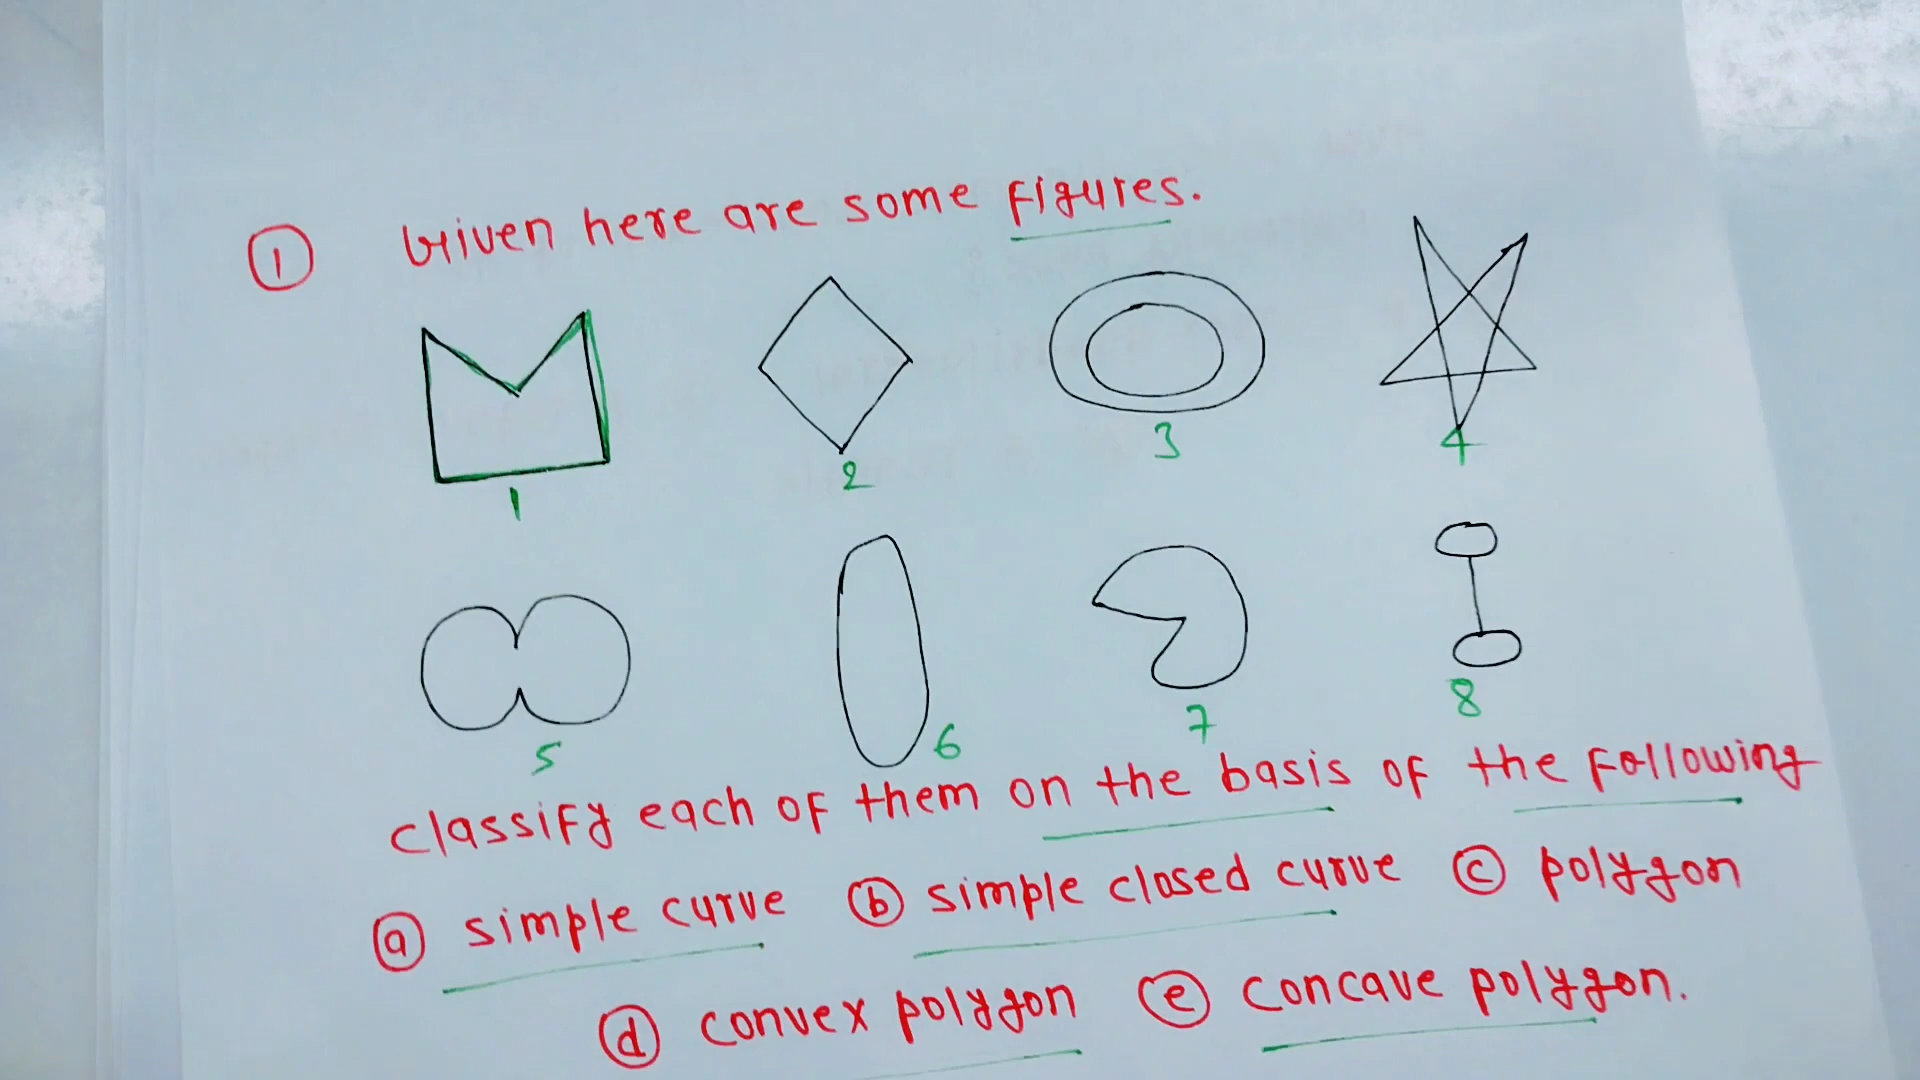 ① Given here are some figures.
1 2 3 4
5 6 7 8
classify each of them on the basis of the following
ⓐ simple curve ⓑ simple closed curve ⓒ polygon
ⓓ convex polygon ⓔ concave polygon.